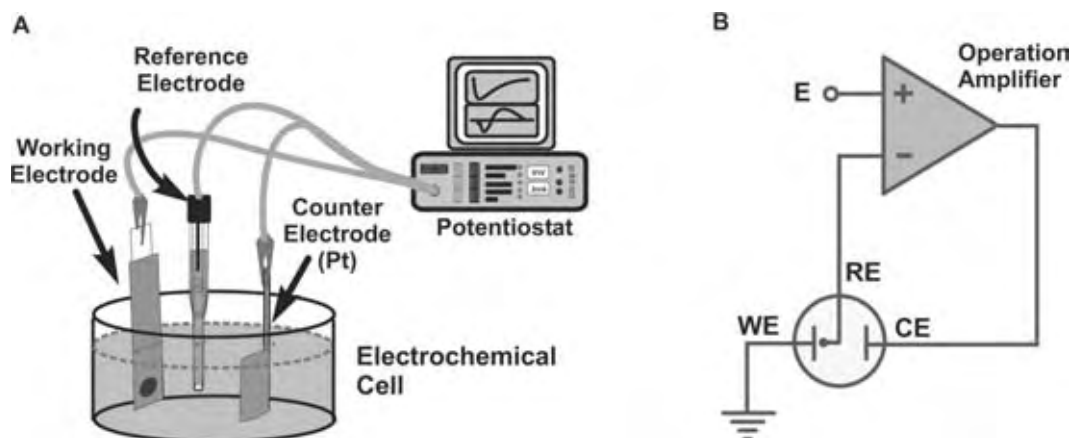 A
Reference
Electrode
Working
Electrode
Counter
Electrode
(Pt)
Potentiostat
Electrochemical
Cell
B
Operation
Amplifier
E
+
−
RE
WE
CE